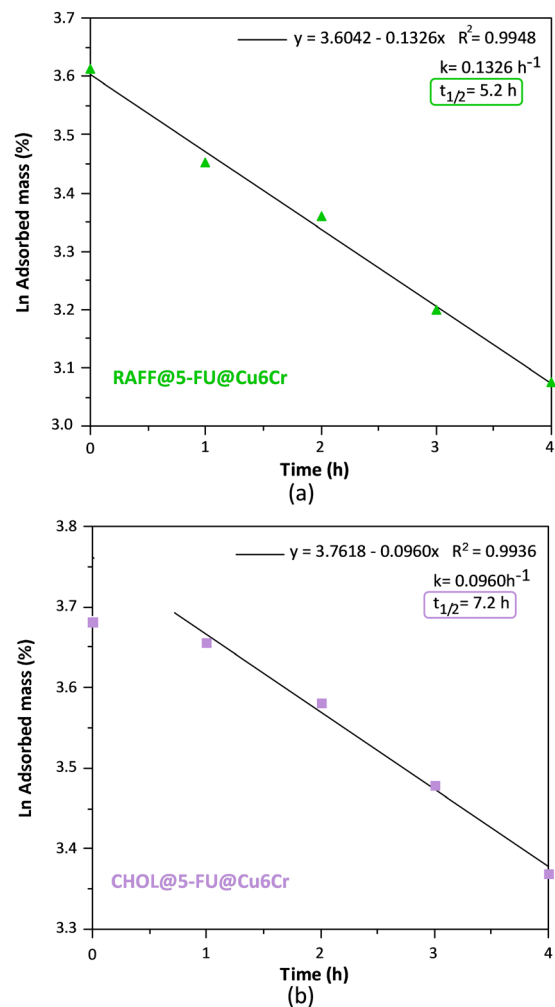 3.7
y = 3.6042 - 0.1326x R² = 0.9948
k= 0.1326 h⁻¹
t₁/₂= 5.2 h
3.6
3.5
3.4
3.3
3.2
3.1
3.0
Ln Adsorbed mass (%)
RAFF@5-FU@Cu6Cr
0 1 2 3 4
Time (h)
(a)
3.8
y = 3.7618 - 0.0960x R² = 0.9936
k= 0.0960h⁻¹
t₁/₂= 7.2 h
3.7
3.6
3.5
3.4
3.3
Ln Adsorbed mass (%)
CHOL@5-FU@Cu6Cr
0 1 2 3 4
Time (h)
(b)